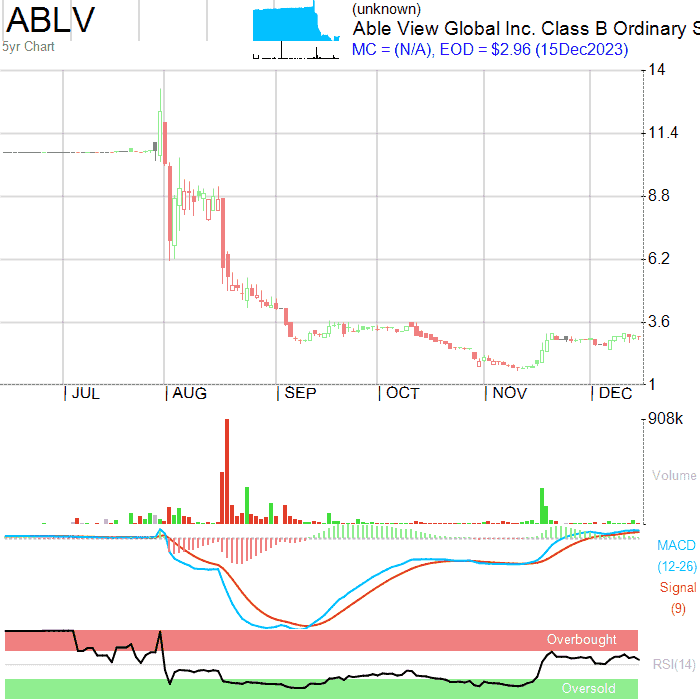 ABLV
5yr Chart
(unknown)
Able View Global Inc. Class B Ordinary S
MC = (N/A), EOD = $2.96 (15Dec2023)
14
11.4
8.8
6.2
3.6
1
JUL AUG SEP OCT NOV DEC
908k
Volume
MACD
(12-26)
Signal
(9)
Overbought
RSI(14)
Oversold